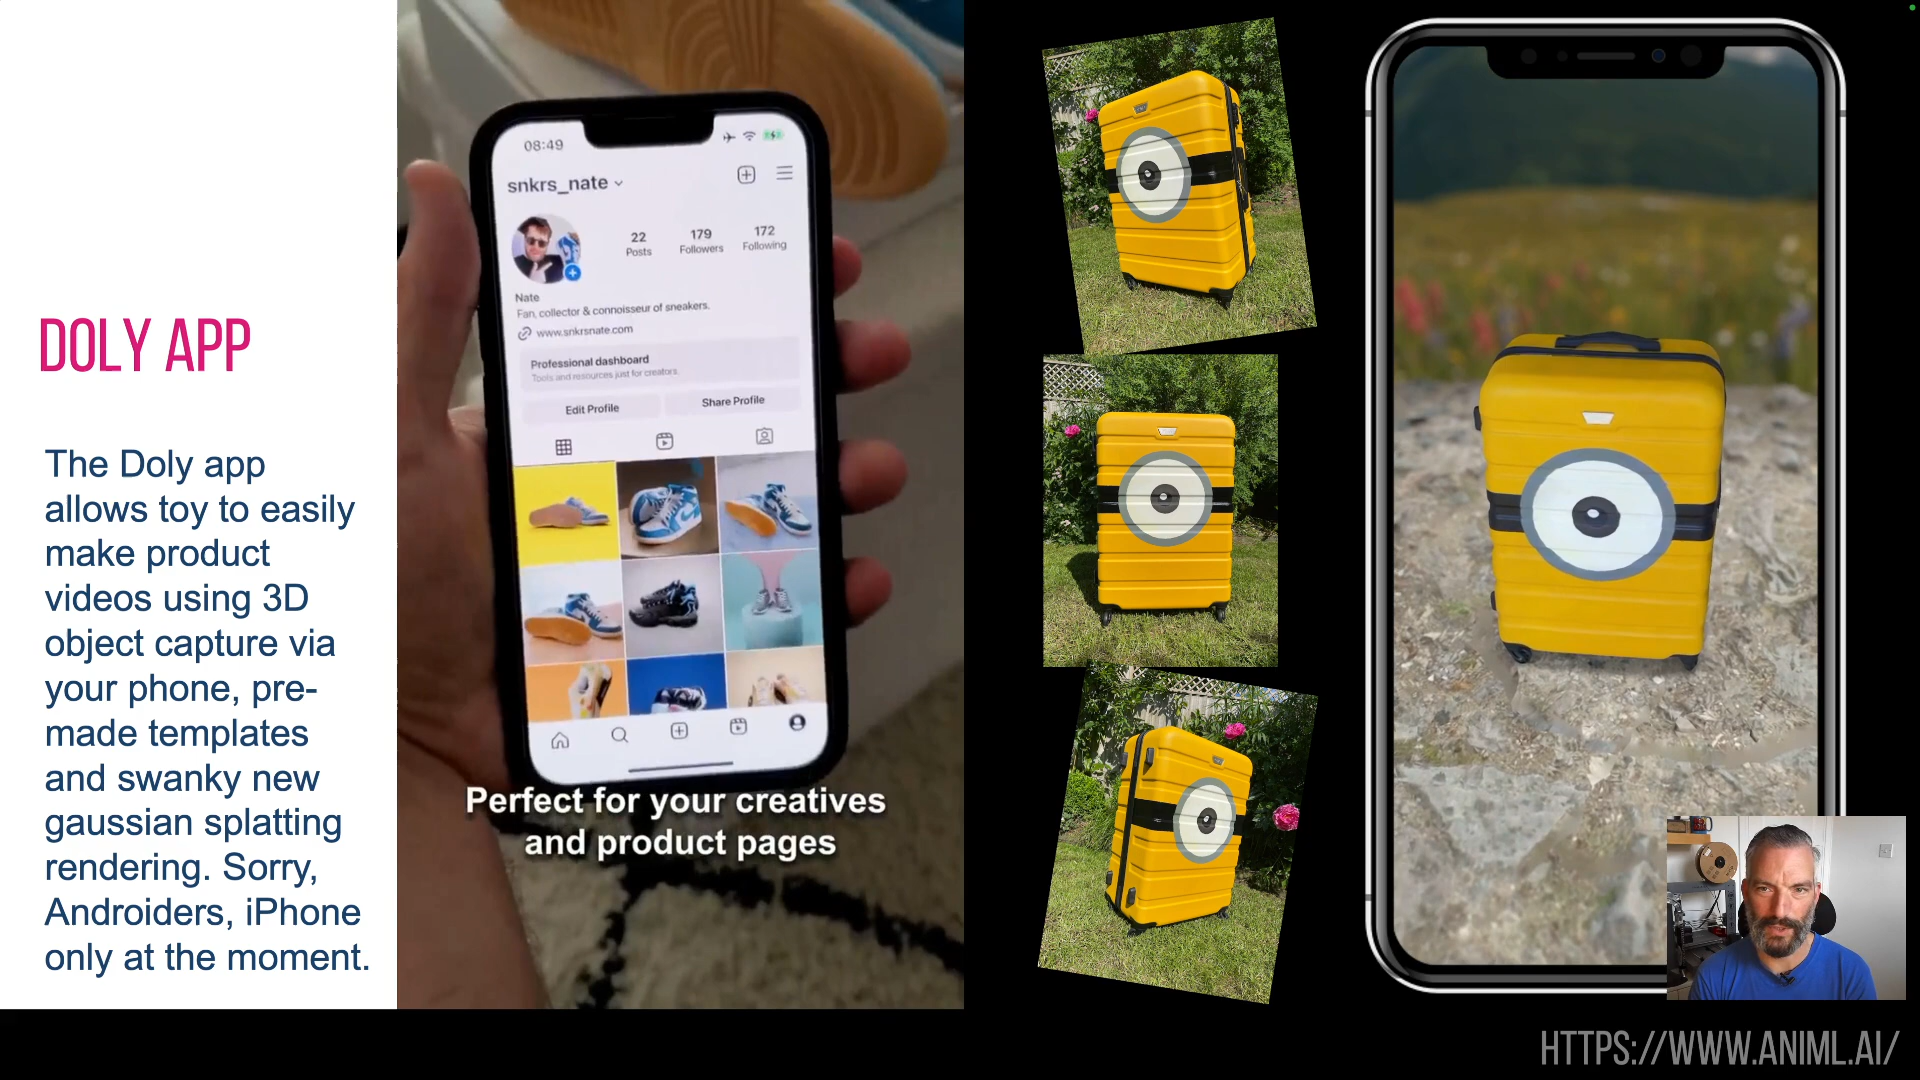 DOLY APP
The Doly app
allows toy to easily
make product
videos using 3D
object capture via
your phone, pre-
made templates
and swanky new
gaussian splatting
rendering. Sorry,
Androiders, iPhone
only at the moment.
08:49
snkrs_nate
22
Posts
179
Followers
172
Following
Nate
Fan, collector & connoisseur of sneakers.
www.snkrsnate.com
Professional dashboard
Tools and resources just for creators.
Edit Profile
Share Profile
Perfect for your creatives
and product pages
HTTPS://WWW.ANIML.AI/